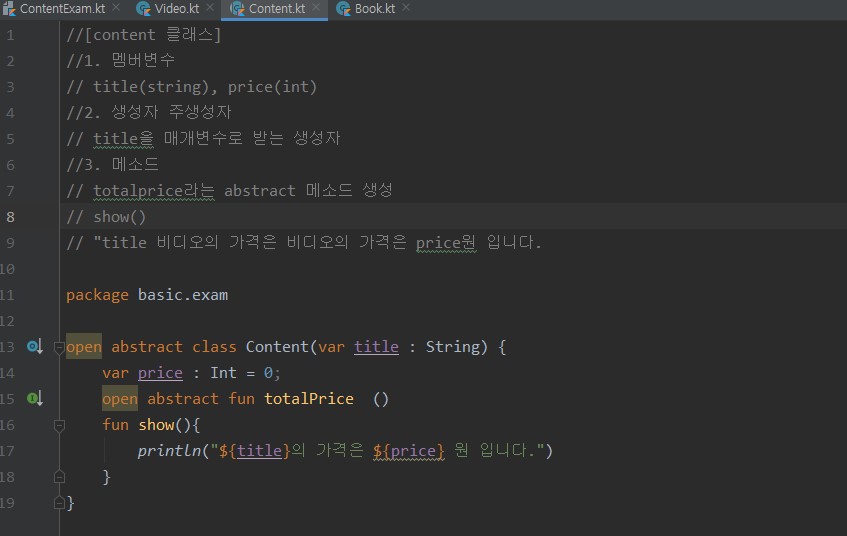 ContentExam.kt × Video.kt × Content.kt × Book.kt ×
1 //[content 클래스]
2 //1. 멤버변수
3 // title(string), price(int)
4 //2. 생성자 주생성자
5 // title을 매개변수로 받는 생성자
6 //3. 메소드
7 // totalprice라는 abstract 메소드 생성
8 // show()
9 // "title 비디오의 가격은 비디오의 가격은 price원 입니다.
10
11 package basic.exam
12
13 open abstract class Content(var title : String) {
14 var price : Int = 0;
15 open abstract fun totalPrice ()
16 fun show(){
17 println("${title}의 가격은 ${price} 원 입니다.")
18 }
19 }